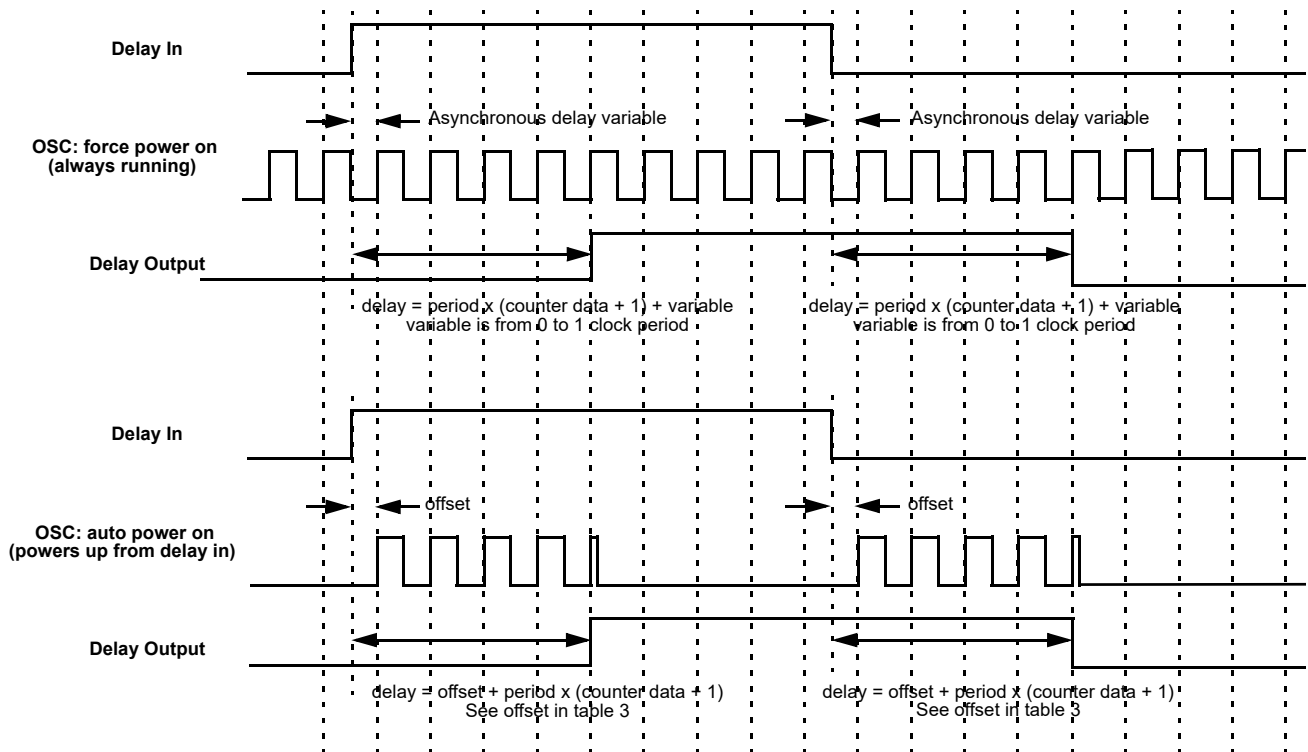 Delay In
Asynchronous delay variable
Asynchronous delay variable
OSC: force power on
(always running)
Delay Output
delay = period x (counter data + 1) + variable
variable is from 0 to 1 clock period
delay = period x (counter data + 1) + variable
variable is from 0 to 1 clock period
Delay In
offset
offset
OSC: auto power on
(powers up from delay in)
Delay Output
delay = offset + period x (counter data + 1)
See offset in table 3
delay = offset + period x (counter data + 1)
See offset in table 3